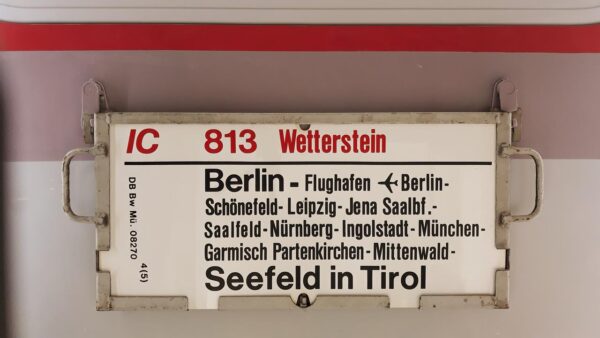 IC 813 Wetterstein
Berlin - Flughafen ✈ Berlin-
Schönefeld- Leipzig- Jena Saalbf.-
Saalfeld- Nürnberg- Ingolstadt- München-
Garmisch Partenkirchen- Mittenwald-
Seefeld in Tirol
DB Bw Mü. 08270
4(5)